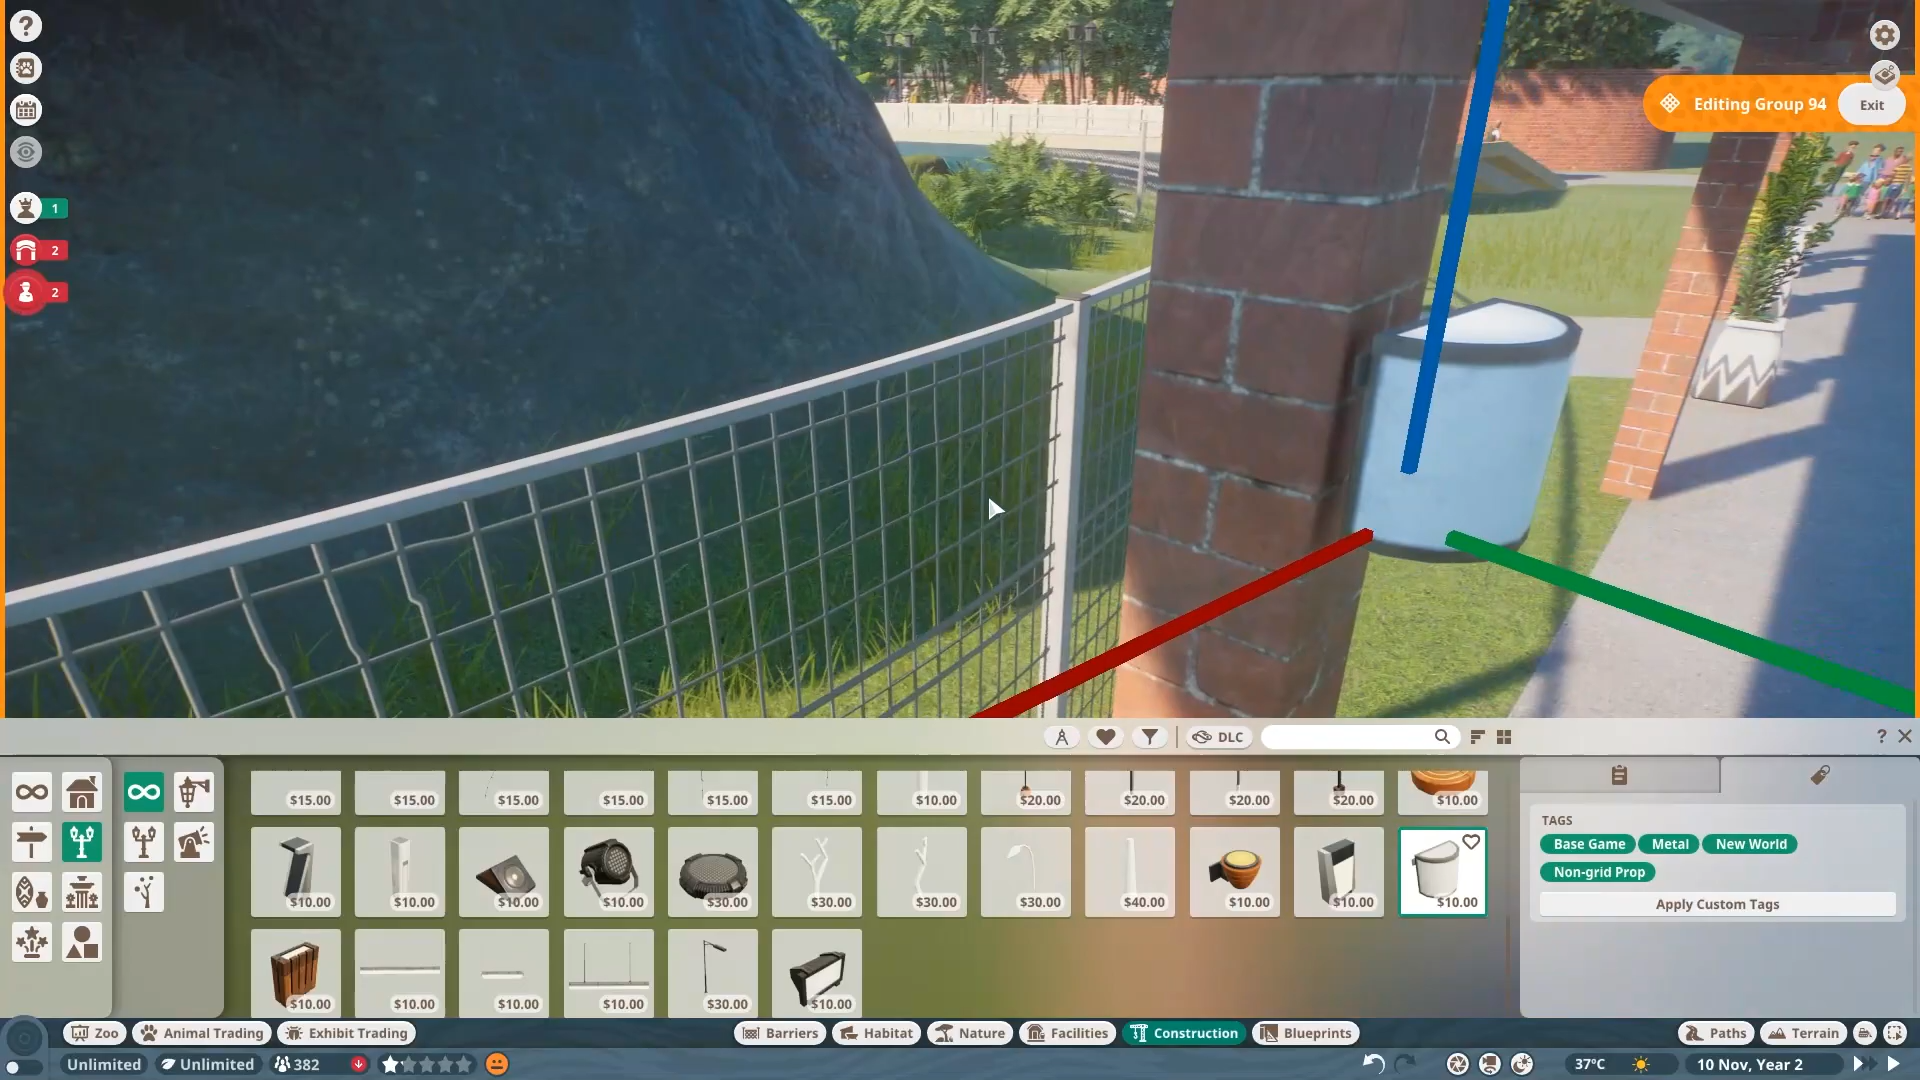 ?
Editing Group 94
Exit
1
2
2
DLC
?
$15.00 $15.00 $15.00 $15.00 $15.00 $15.00 $10.00 $20.00 $20.00 $20.00 $20.00 $10.00
$10.00 $10.00 $10.00 $10.00 $30.00 $30.00 $30.00 $30.00 $40.00 $10.00 $10.00 $10.00
$10.00 $10.00 $10.00 $10.00 $30.00 $10.00
TAGS
Base Game Metal New World
Non-grid Prop
Apply Custom Tags
Zoo Animal Trading Exhibit Trading Barriers Habitat Nature Facilities Construction Blueprints Paths Terrain
Unlimited Unlimited 382 37°C 10 Nov, Year 2